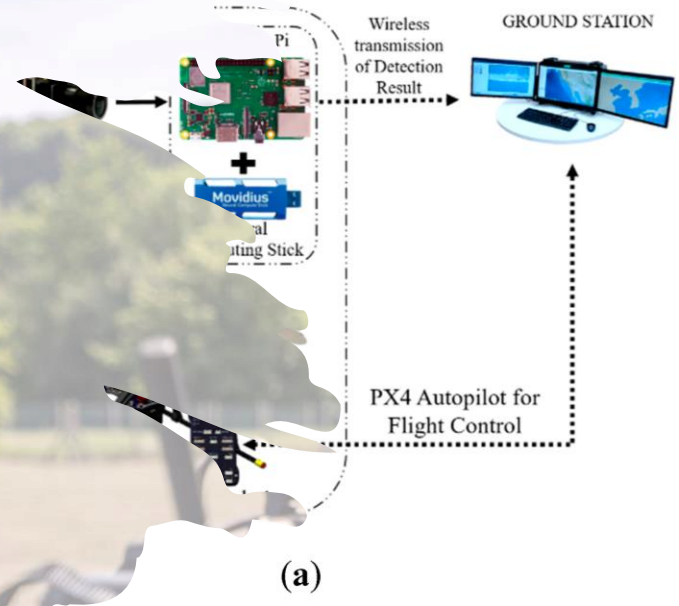 Pi
Wireless
transmission
of Detection
Result
GROUND STATION
Movidius
Stick
PX4 Autopilot for
Flight Control
(a)